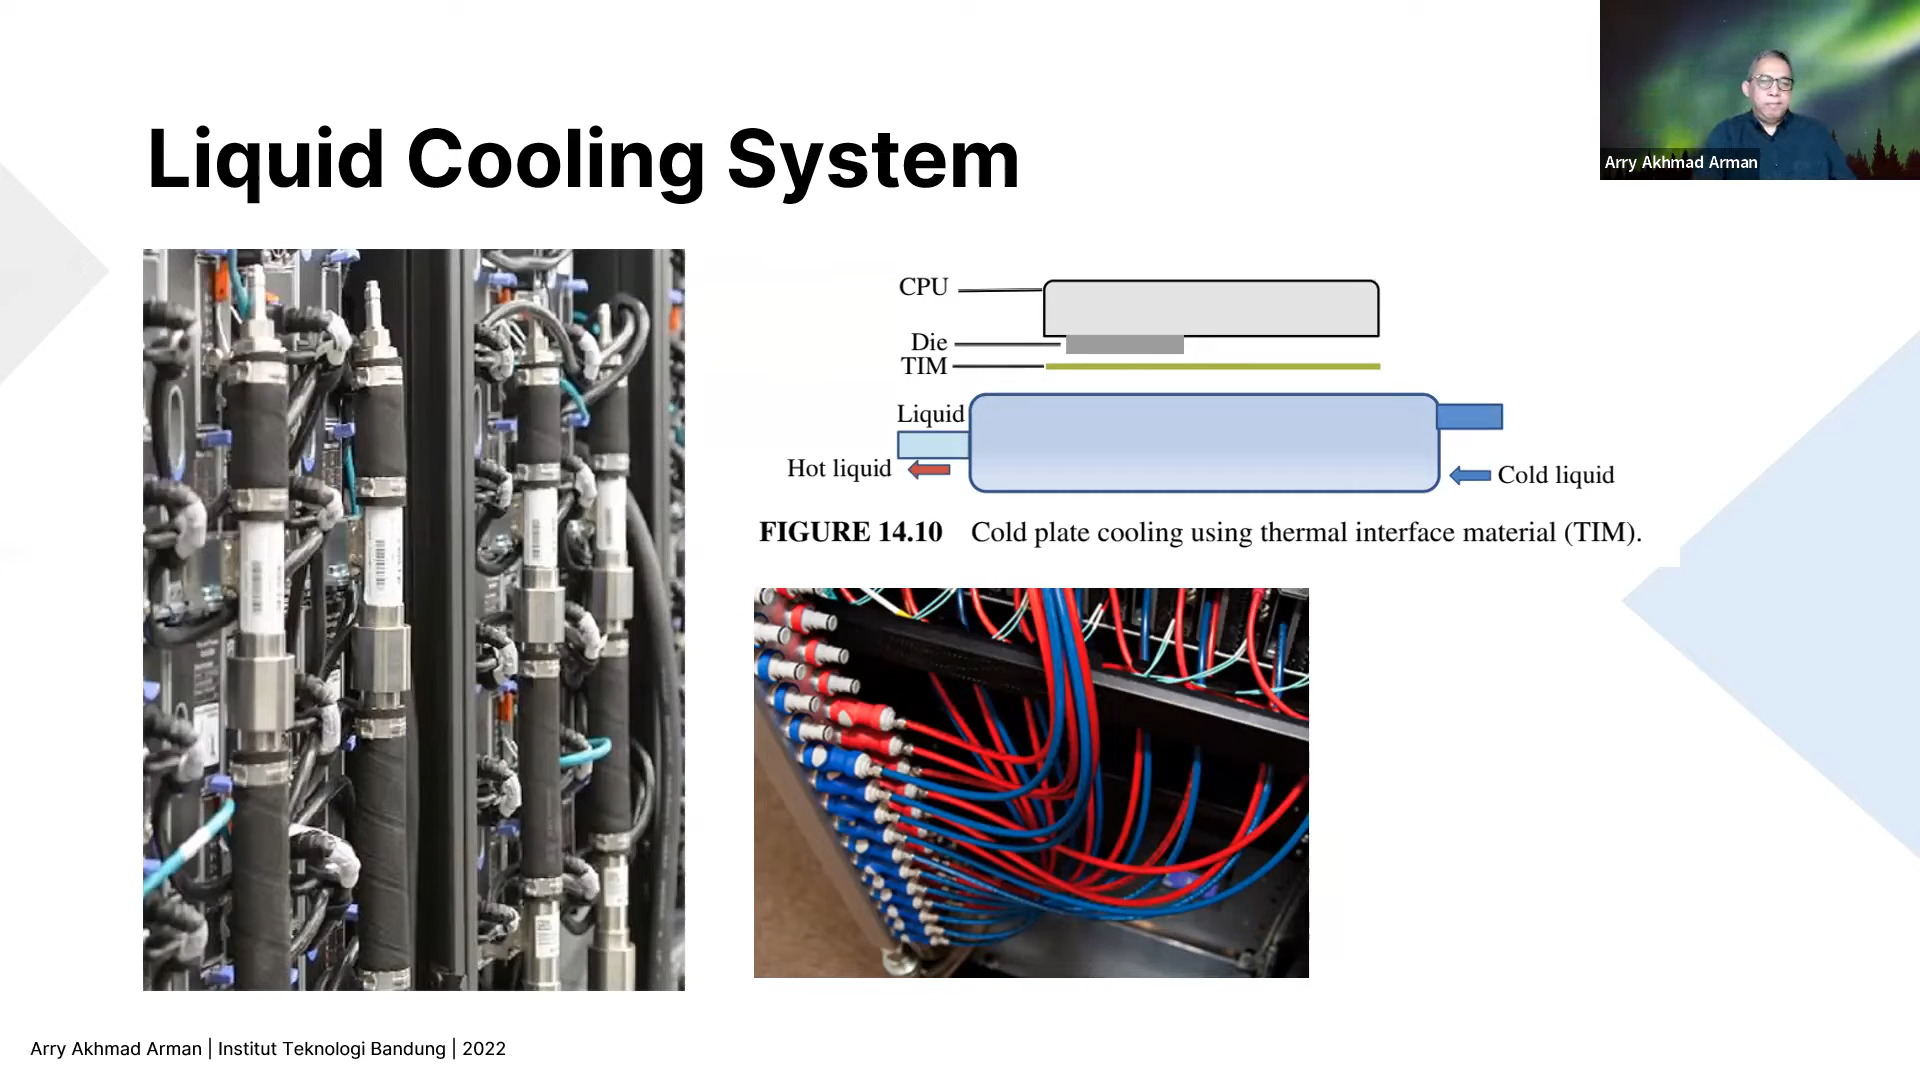 Liquid Cooling System
Arry Akhmad Arman
CPU
Die
TIM
Liquid
Hot liquid
Cold liquid
FIGURE 14.10 Cold plate cooling using thermal interface material (TIM).
Arry Akhmad Arman | Institut Teknologi Bandung | 2022